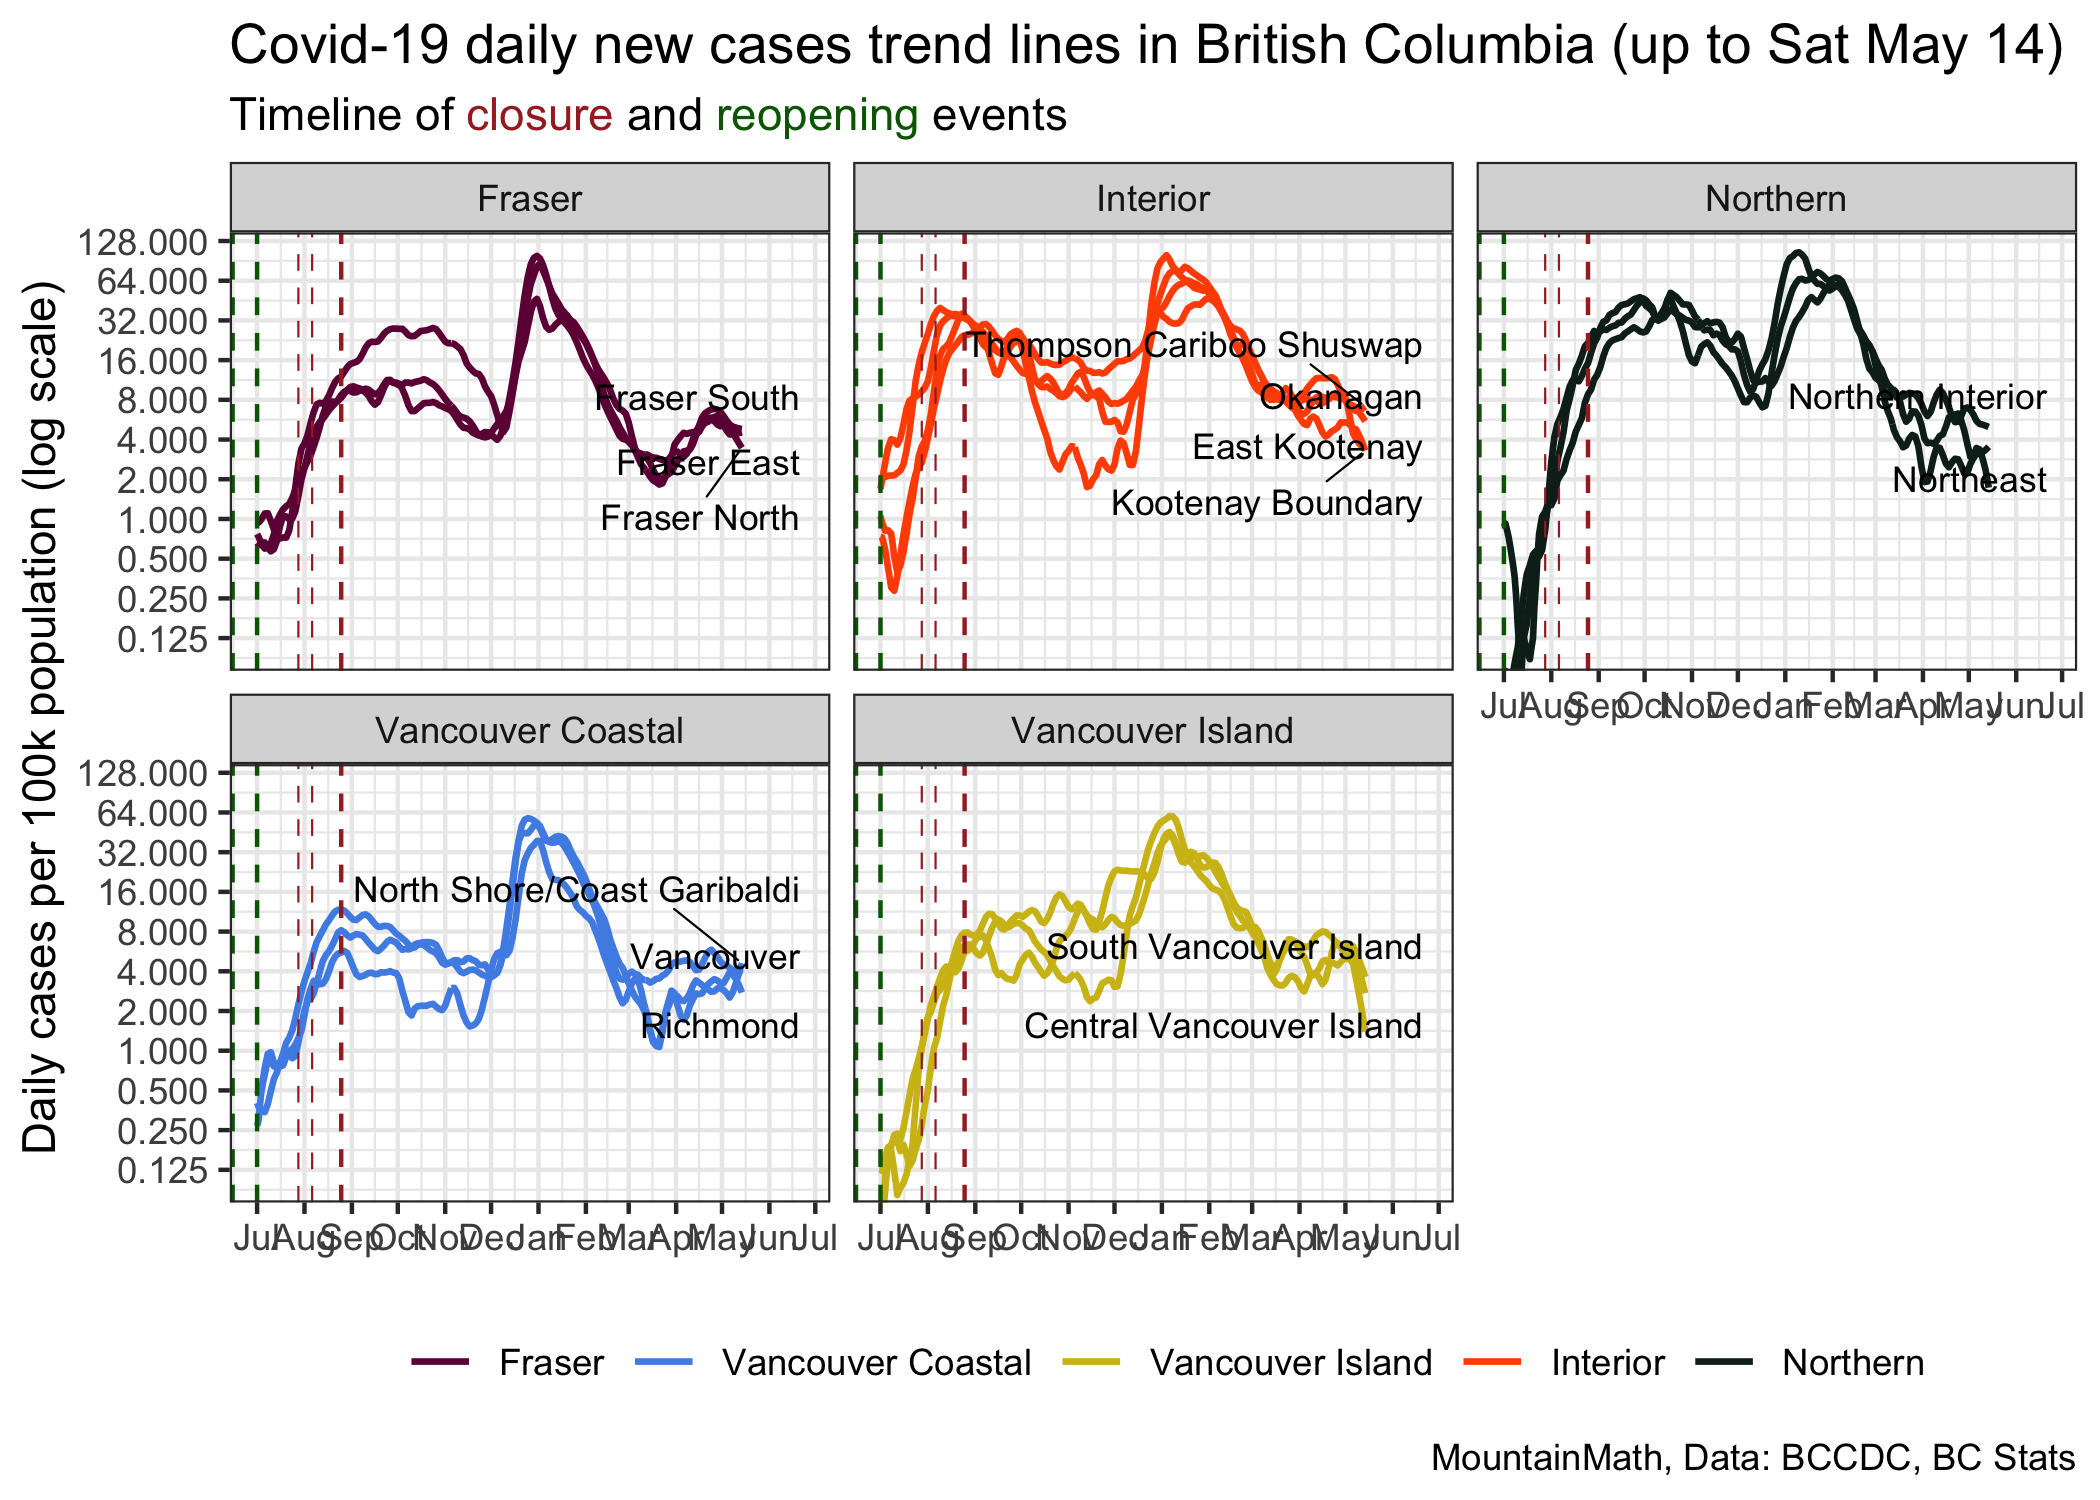 Covid-19 daily new cases trend lines in British Columbia (up to Sat May 14)
Timeline of closure and reopening events
Daily cases per 100k population (log scale)
Fraser
128.000
64.000
32.000
16.000
8.000
4.000
2.000
1.000
0.500
0.250
0.125
Fraser South
Fraser East
Fraser North
Interior
Thompson Cariboo Shuswap
Okanagan
East Kootenay
Kootenay Boundary
Northern
Northern Interior
Northeast
Jul Aug Sep Oct Nov Dec Jan Feb Mar Apr May Jun Jul
Vancouver Coastal
128.000
64.000
32.000
16.000
8.000
4.000
2.000
1.000
0.500
0.250
0.125
North Shore/Coast Garibaldi
Vancouver
Richmond
Jul Aug Sep Oct Nov Dec Jan Feb Mar Apr May Jun Jul
Vancouver Island
South Vancouver Island
Central Vancouver Island
Jul Aug Sep Oct Nov Dec Jan Feb Mar Apr May Jun Jul
Fraser Vancouver Coastal Vancouver Island Interior Northern
MountainMath, Data: BCCDC, BC Stats